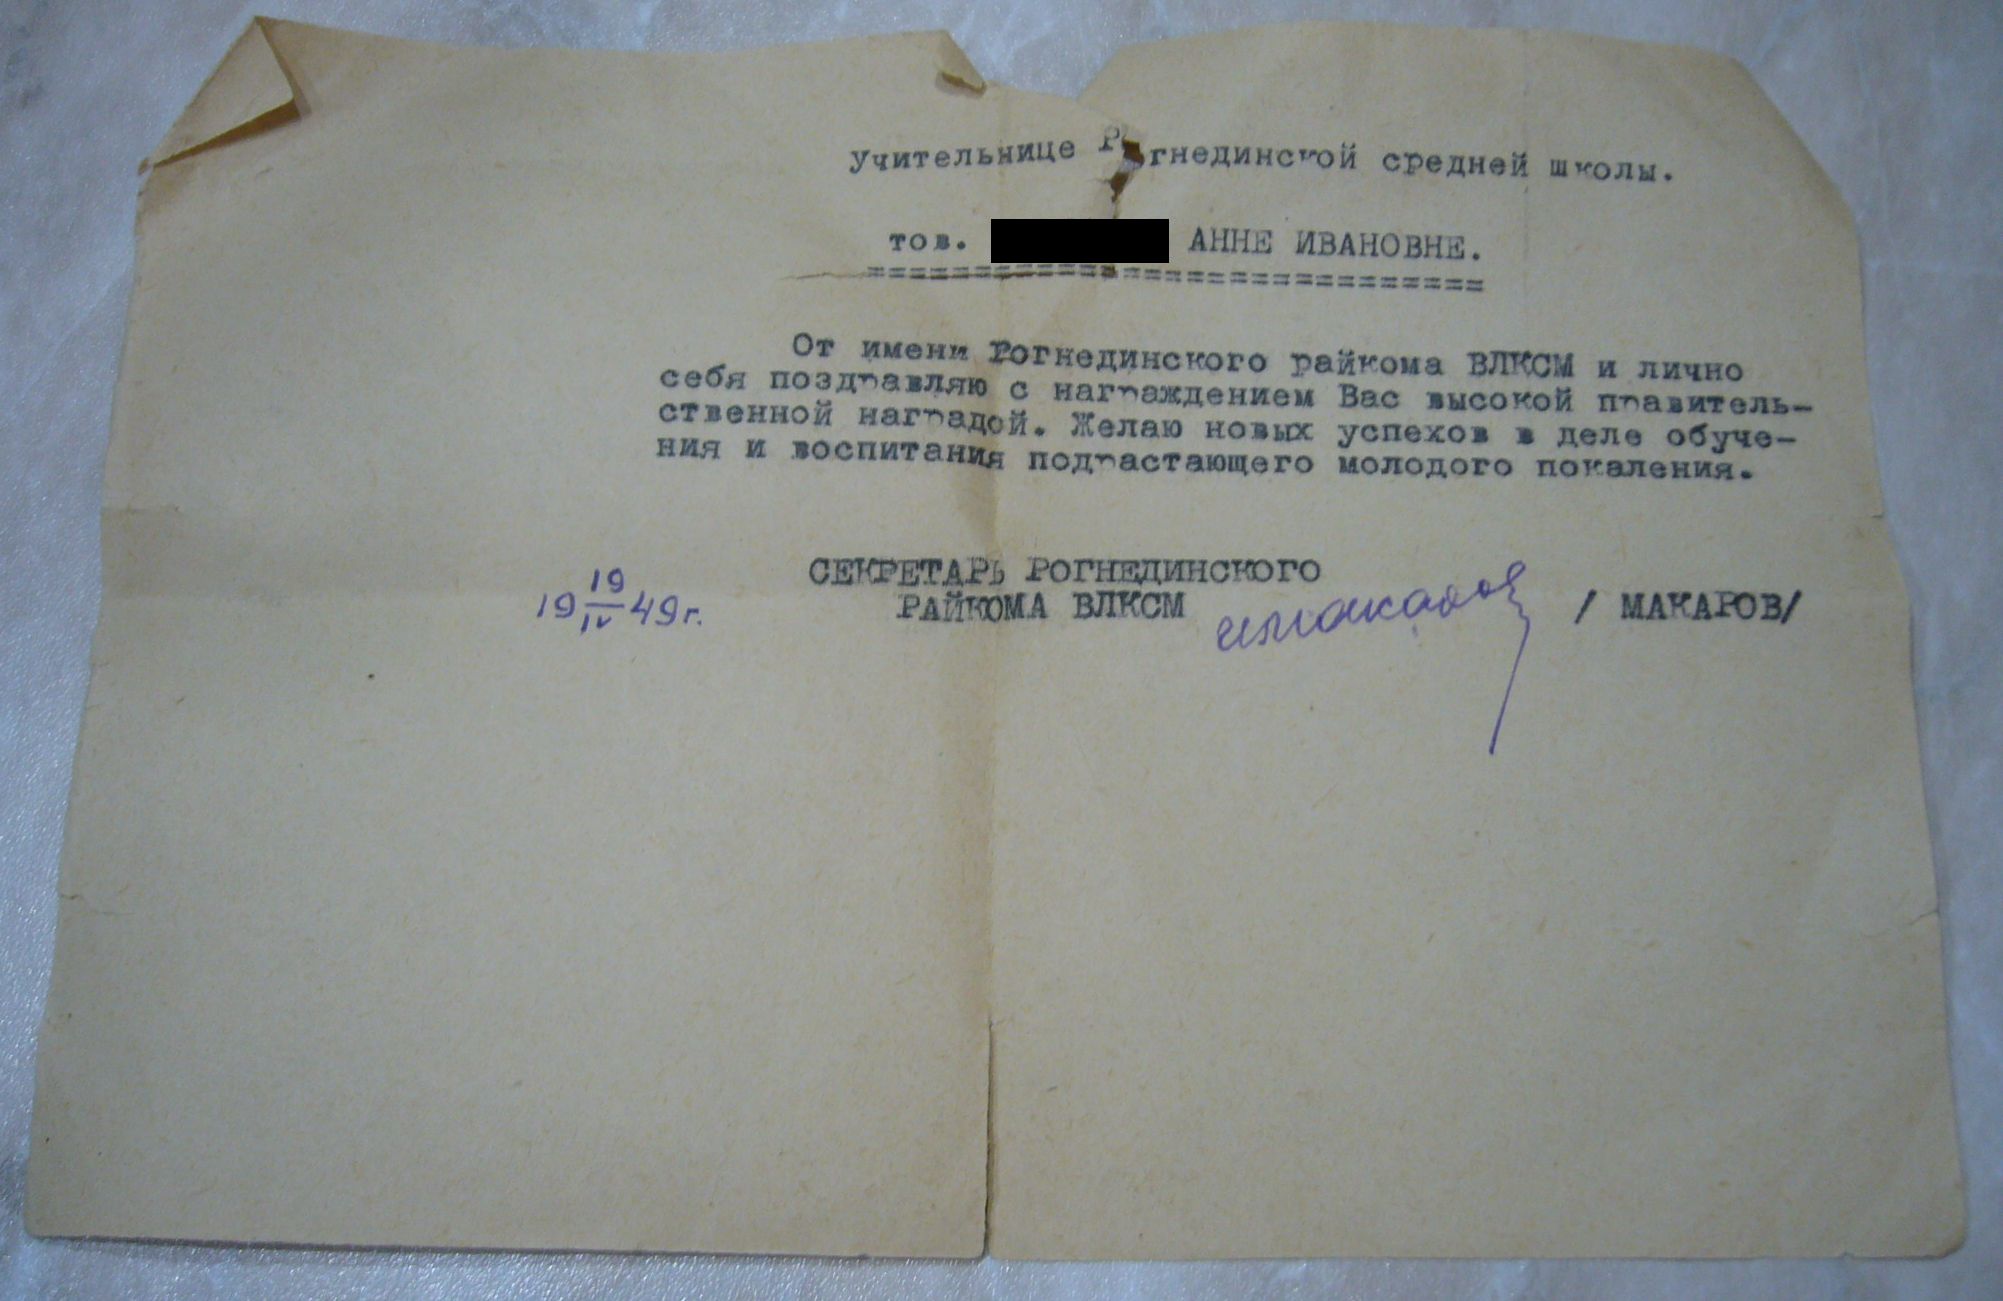 Учительнице Рогнединской средней школы.
тов. АННЕ ИВАНОВНЕ.
==============================
От имени Рогнединского райкома ВЛКСМ и лично
себя поздравляю с награждением Вас высокой правитель-
ственной наградой. Желаю новых успехов в деле обуче-
ния и воспитания подрастающего молодого покаления.
СЕКРЕТАРЬ РОГНЕДИНСКОГО
РАЙКОМА ВЛКСМ Макаров / МАКАРОВ/
19 19/IV 49г.